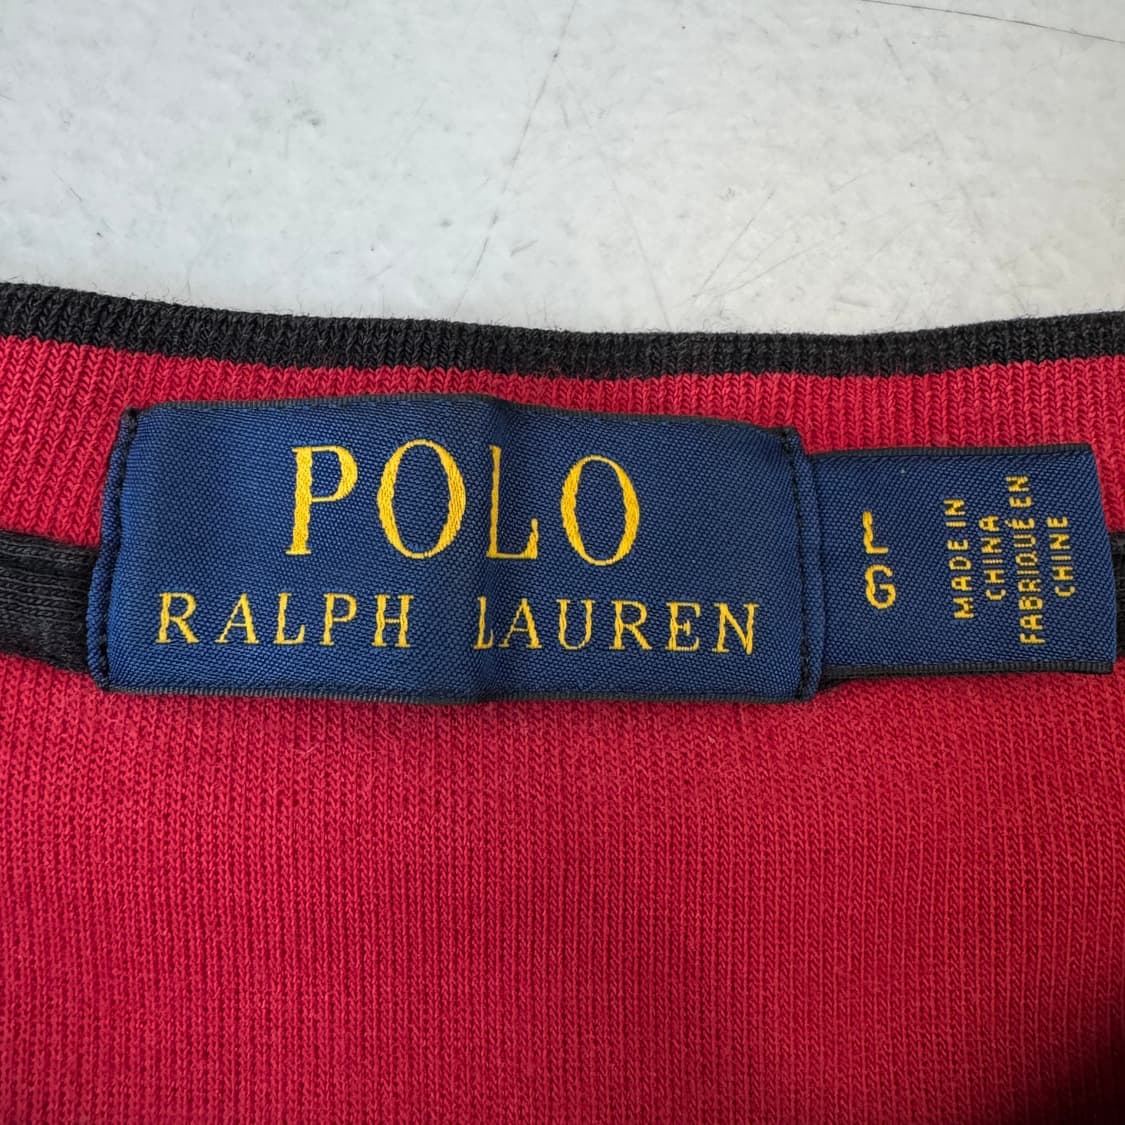 POLO
RALPH LAUREN
L
G
MADE IN
CHINA
FABRIQUÉ EN
CHINE